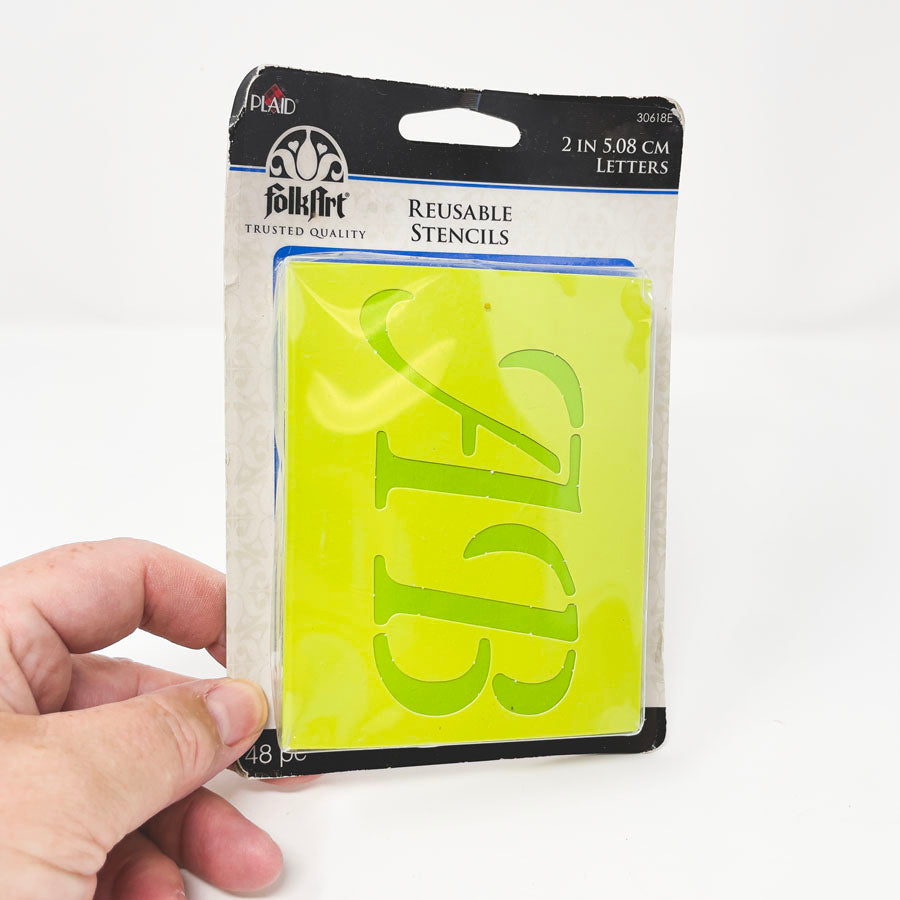 PLAID®
30618E
2 IN 5.08 CM
LETTERS
FolkArt®
TRUSTED QUALITY
REUSABLE
STENCILS
A B
48 pc